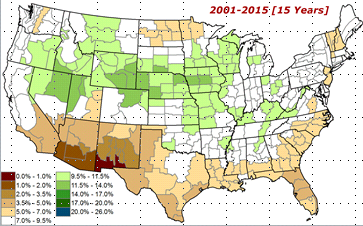 2001-2015 [15 Years]
0.0% - 1.0%
1.0% - 2.0%
2.0% - 3.5%
3.5% - 5.0%
5.0% - 7.0%
7.0% - 9.5%
9.5% - 11.5%
11.5% - 14.0%
14.0% - 17.0%
17.0% - 20.0%
20.0% - 26.0%